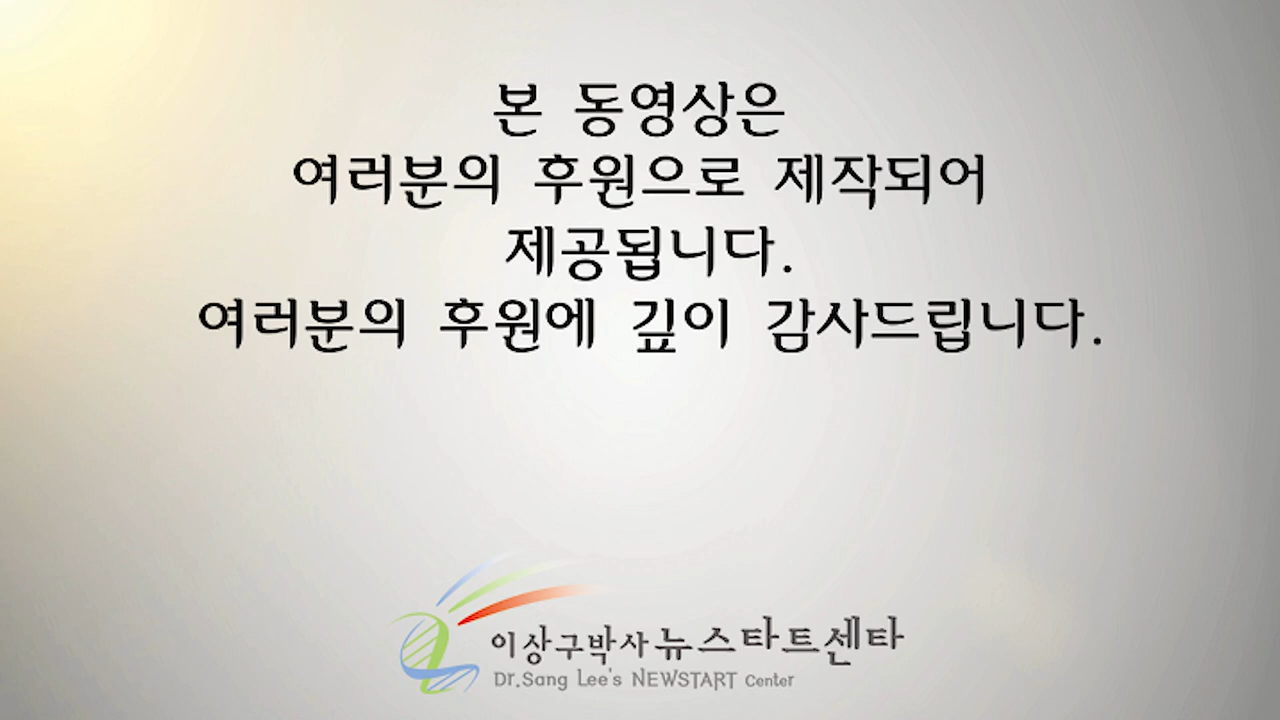 본 동영상은
여러분의 후원으로 제작되어
제공됩니다.
여러분의 후원에 깊이 감사드립니다.
이상구박사 뉴스타트센타
Dr.Sang Lee's NEWSTART Center